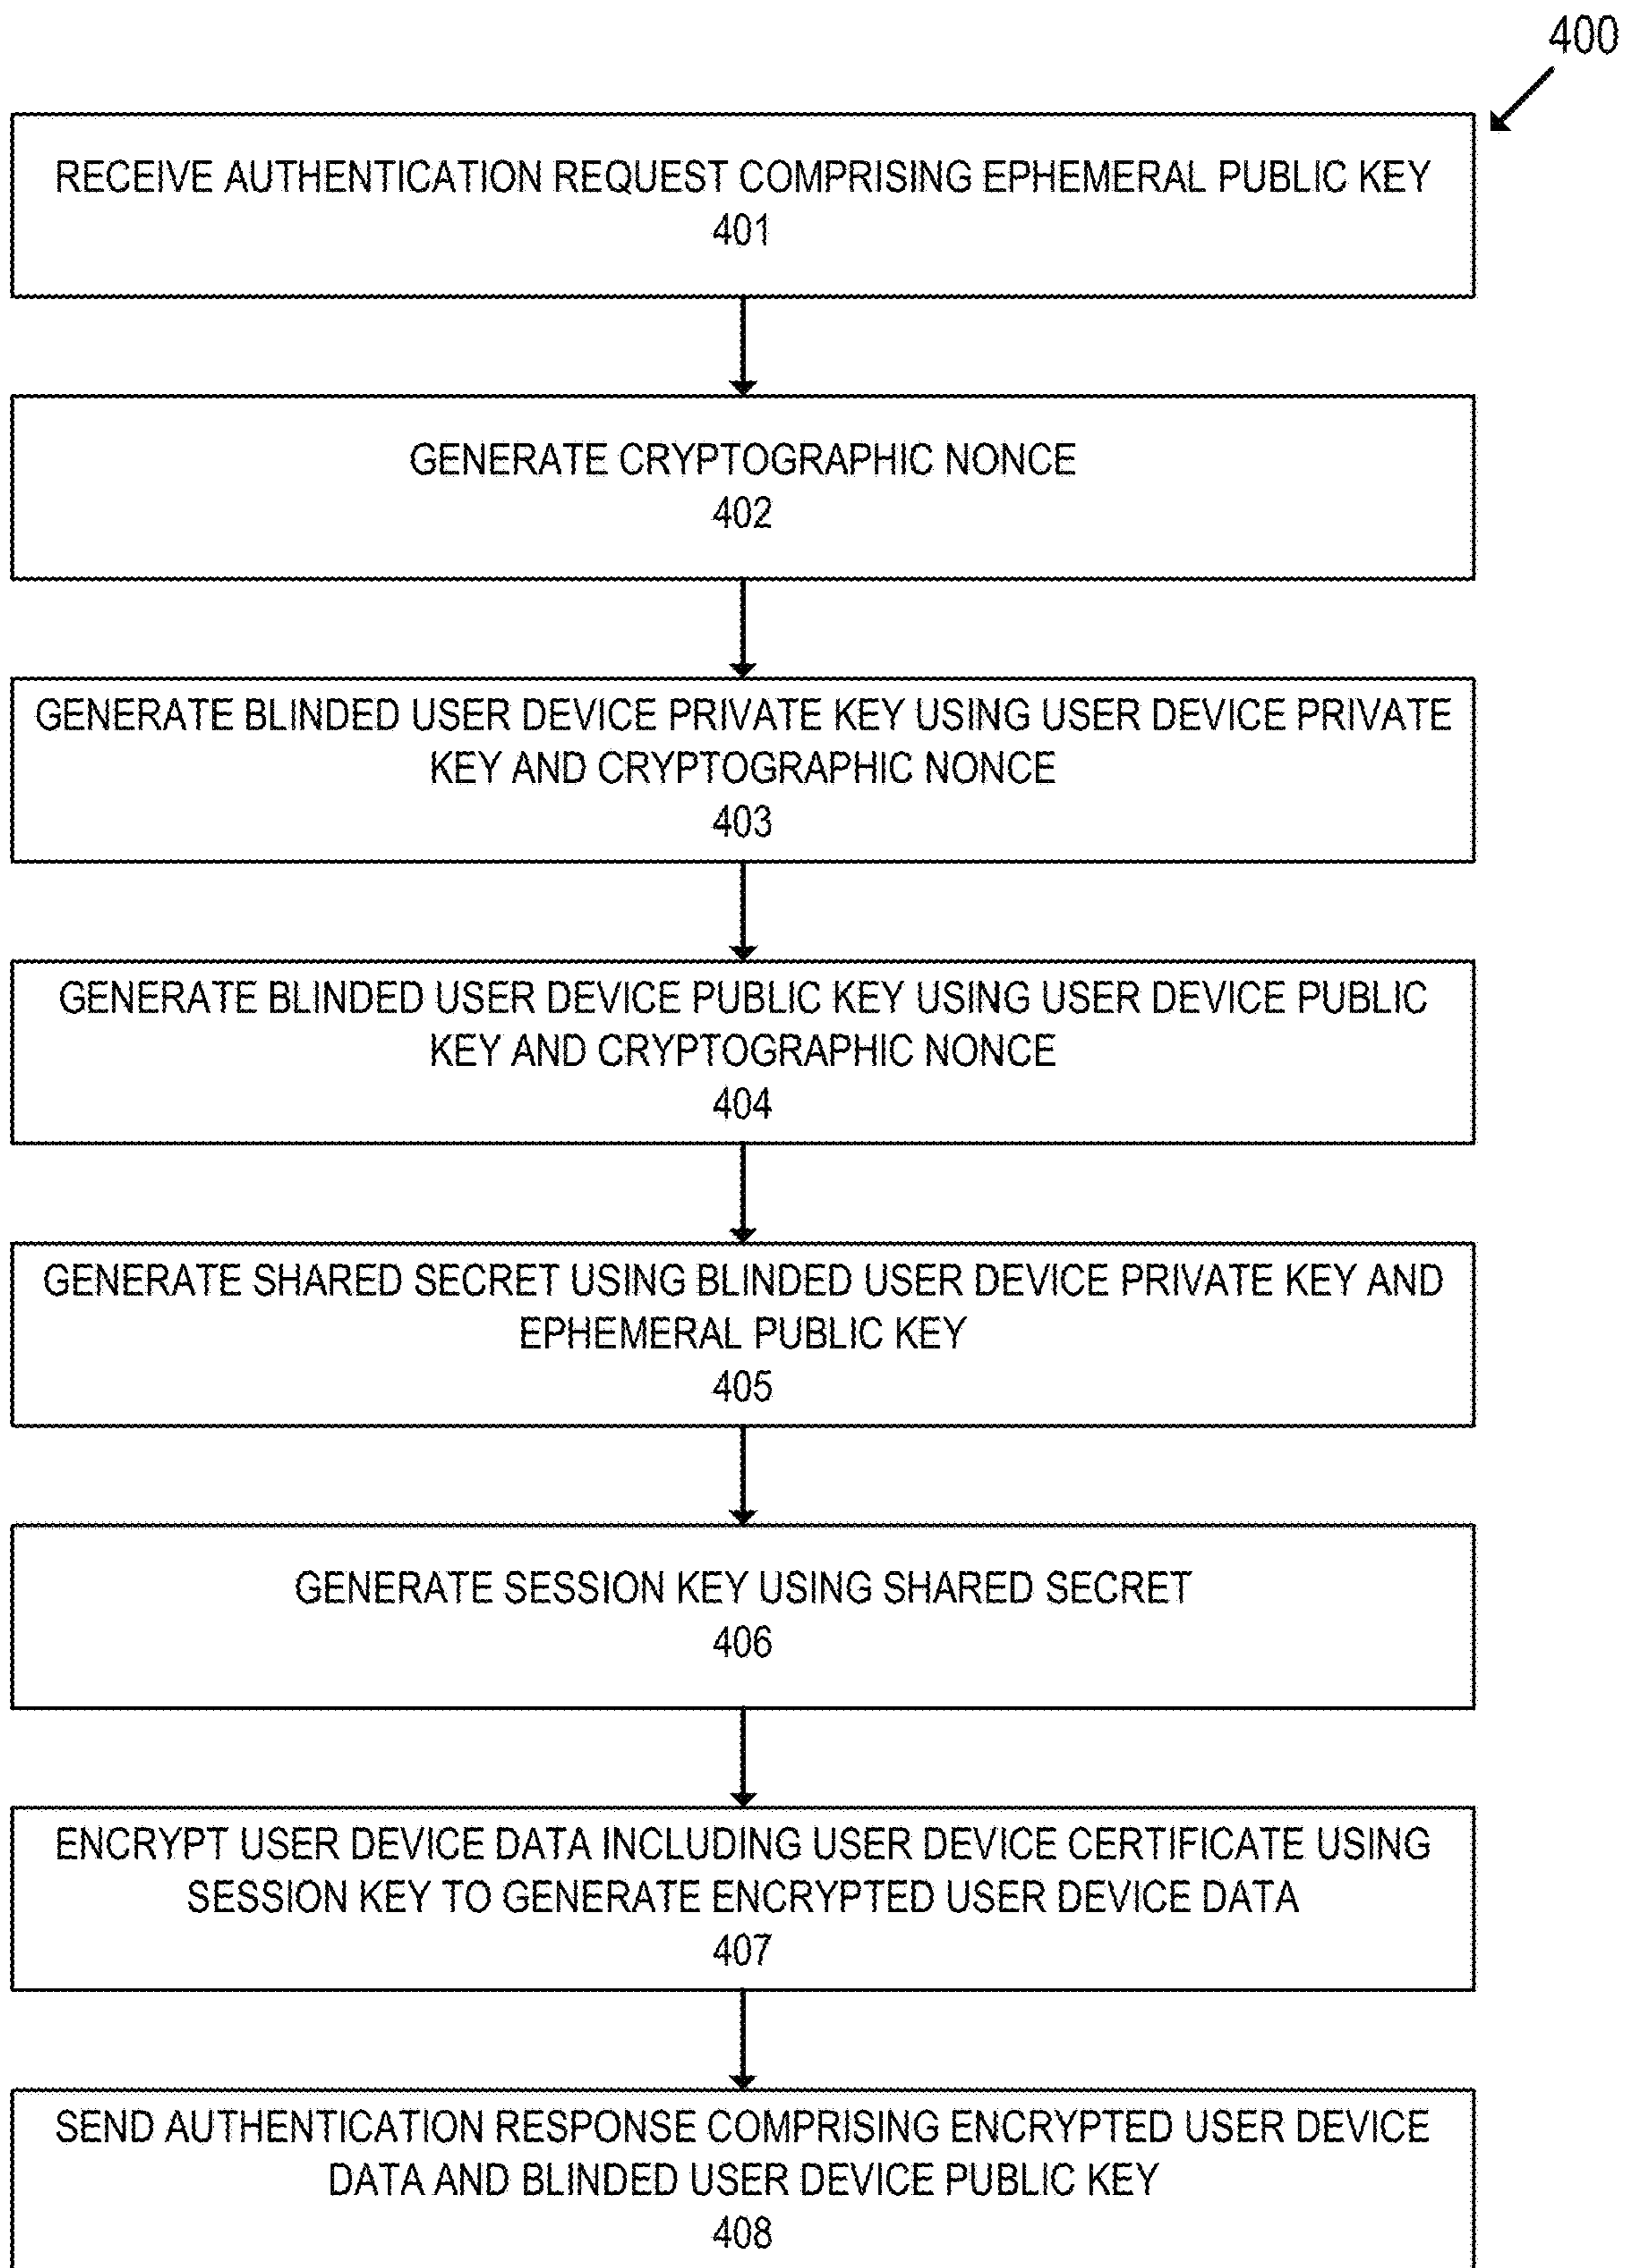 400
RECEIVE AUTHENTICATION REQUEST COMPRISING EPHEMERAL PUBLIC KEY
401
GENERATE CRYPTOGRAPHIC NONCE
402
GENERATE BLINDED USER DEVICE PRIVATE KEY USING USER DEVICE PRIVATE
KEY AND CRYPTOGRAPHIC NONCE
403
GENERATE BLINDED USER DEVICE PUBLIC KEY USING USER DEVICE PUBLIC
KEY AND CRYPTOGRAPHIC NONCE
404
GENERATE SHARED SECRET USING BLINDED USER DEVICE PRIVATE KEY AND
EPHEMERAL PUBLIC KEY
405
GENERATE SESSION KEY USING SHARED SECRET
406
ENCRYPT USER DEVICE DATA INCLUDING USER DEVICE CERTIFICATE USING
SESSION KEY TO GENERATE ENCRYPTED USER DEVICE DATA
407
SEND AUTHENTICATION RESPONSE COMPRISING ENCRYPTED USER DEVICE
DATA AND BLINDED USER DEVICE PUBLIC KEY
408